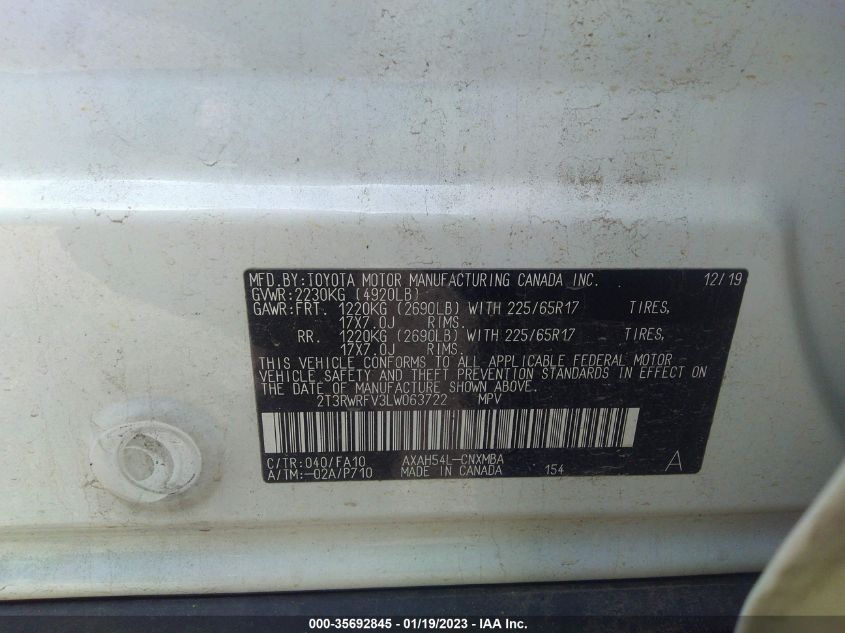 MFD.BY:TOYOTA MOTOR MANUFACTURING CANADA INC. 12/19
GVWR:2230KG (4920LB)
GAWR:FRT. 1220KG (2690LB) WITH 225/65R17 TIRES,
17X7.0J RIMS.
RR. 1220KG (2690LB) WITH 225/65R17 TIRES,
17X7.0J RIMS.
THIS VEHICLE CONFORMS TO ALL APPLICABLE FEDERAL MOTOR
VEHICLE SAFETY AND THEFT PREVENTION STANDARDS IN EFFECT ON
THE DATE OF MANUFACTURE SHOWN ABOVE.
2T3RWRFV3LW063722 MPV
C/TR:040/FA10 AXAH54L-CNXMBA
A/TM:-02A/P710 MADE IN CANADA 154 A
000-35692845 - 01/19/2023 - IAA Inc.